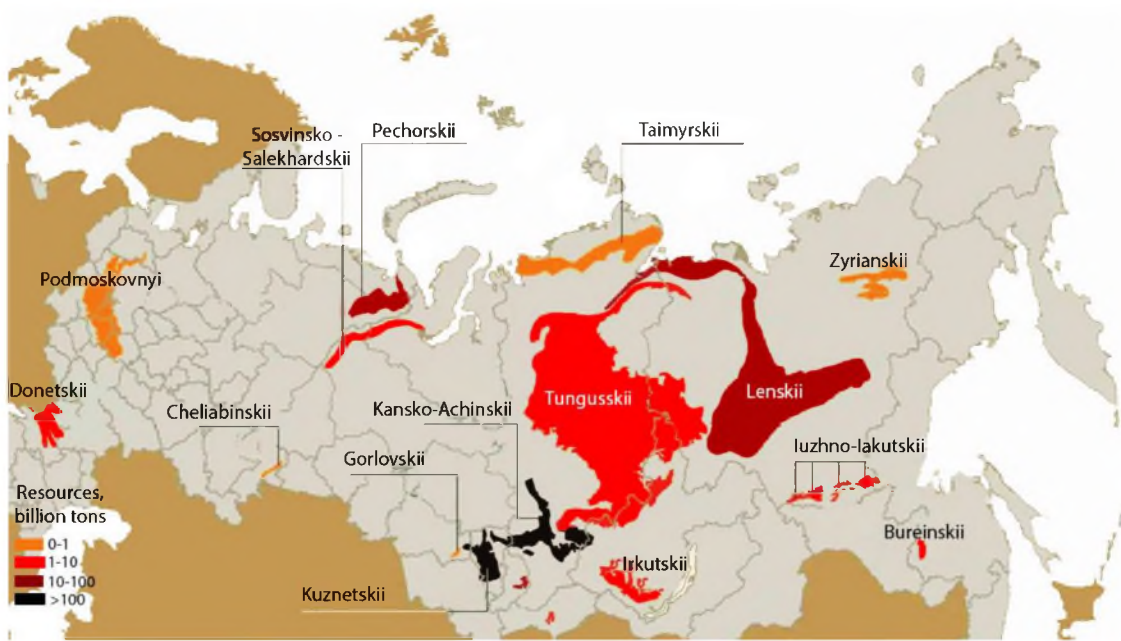 Sosvinsko -
Salekhardskii
Pechorskii
Taimyrskii
Podmoskovnyi
Zyrianskii
Donetskii
Cheliabinskii
Kansko-Achinskii
Tungusskii
Lenskii
Gorlovskii
Iuzhno-Iakutskii
Resources,
billion tons
0-1
1-10
10-100
>100
Bureinskii
Irkutskii
Kuznetskii